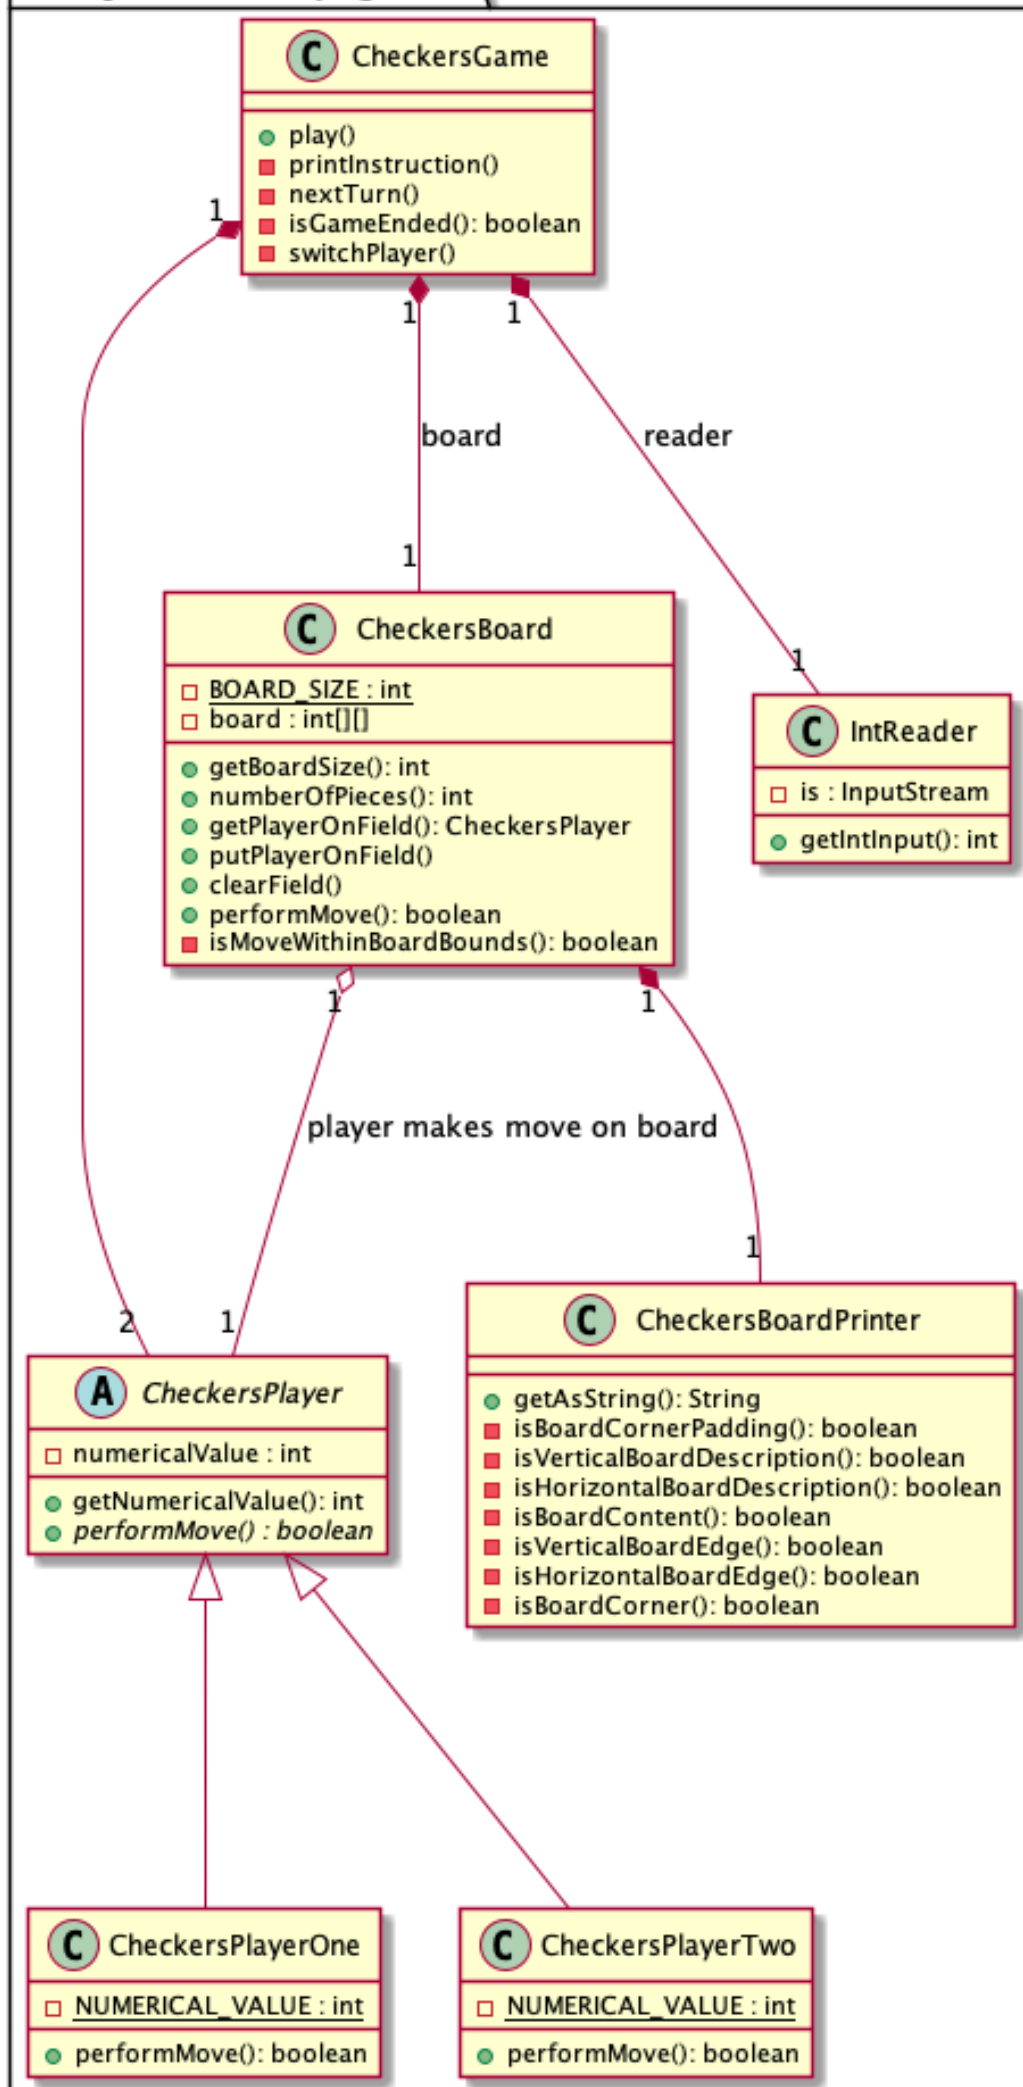 C CheckersGame
play()
printInstruction()
nextTurn()
isGameEnded(): boolean
switchPlayer()
1
1
1
board
reader
1
1
C CheckersBoard
BOARD_SIZE : int
board : int[][]
getBoardSize(): int
numberOfPieces(): int
getPlayerOnField(): CheckersPlayer
putPlayerOnField()
clearField()
performMove(): boolean
isMoveWithinBoardBounds(): boolean
C IntReader
is : InputStream
getIntInput(): int
1
1
player makes move on board
1
2
1
A CheckersPlayer
numericalValue : int
getNumericalValue(): int
performMove() : boolean
C CheckersBoardPrinter
getAsString(): String
isBoardCornerPadding(): boolean
isVerticalBoardDescription(): boolean
isHorizontalBoardDescription(): boolean
isBoardContent(): boolean
isVerticalBoardEdge(): boolean
isHorizontalBoardEdge(): boolean
isBoardCorner(): boolean
C CheckersPlayerOne
NUMERICAL_VALUE : int
performMove(): boolean
C CheckersPlayerTwo
NUMERICAL_VALUE : int
performMove(): boolean